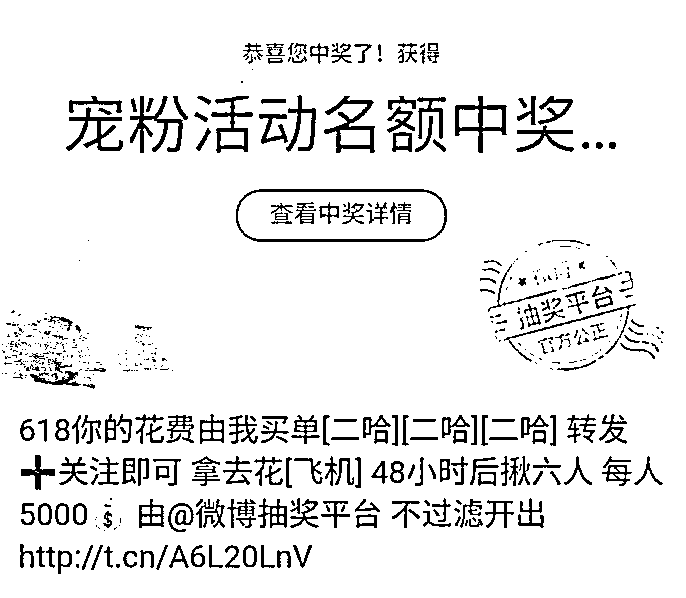 恭喜您中奖了！获得
宠粉活动名额中奖...
查看中奖详情
抽奖平台
官方公正
618你的花费由我买单[二哈][二哈][二哈] 转发
➕关注即可 拿去花[飞机] 48小时后揪六人 每人
5000💰 由@微博抽奖平台 不过滤开出
http://t.cn/A6L20LnV